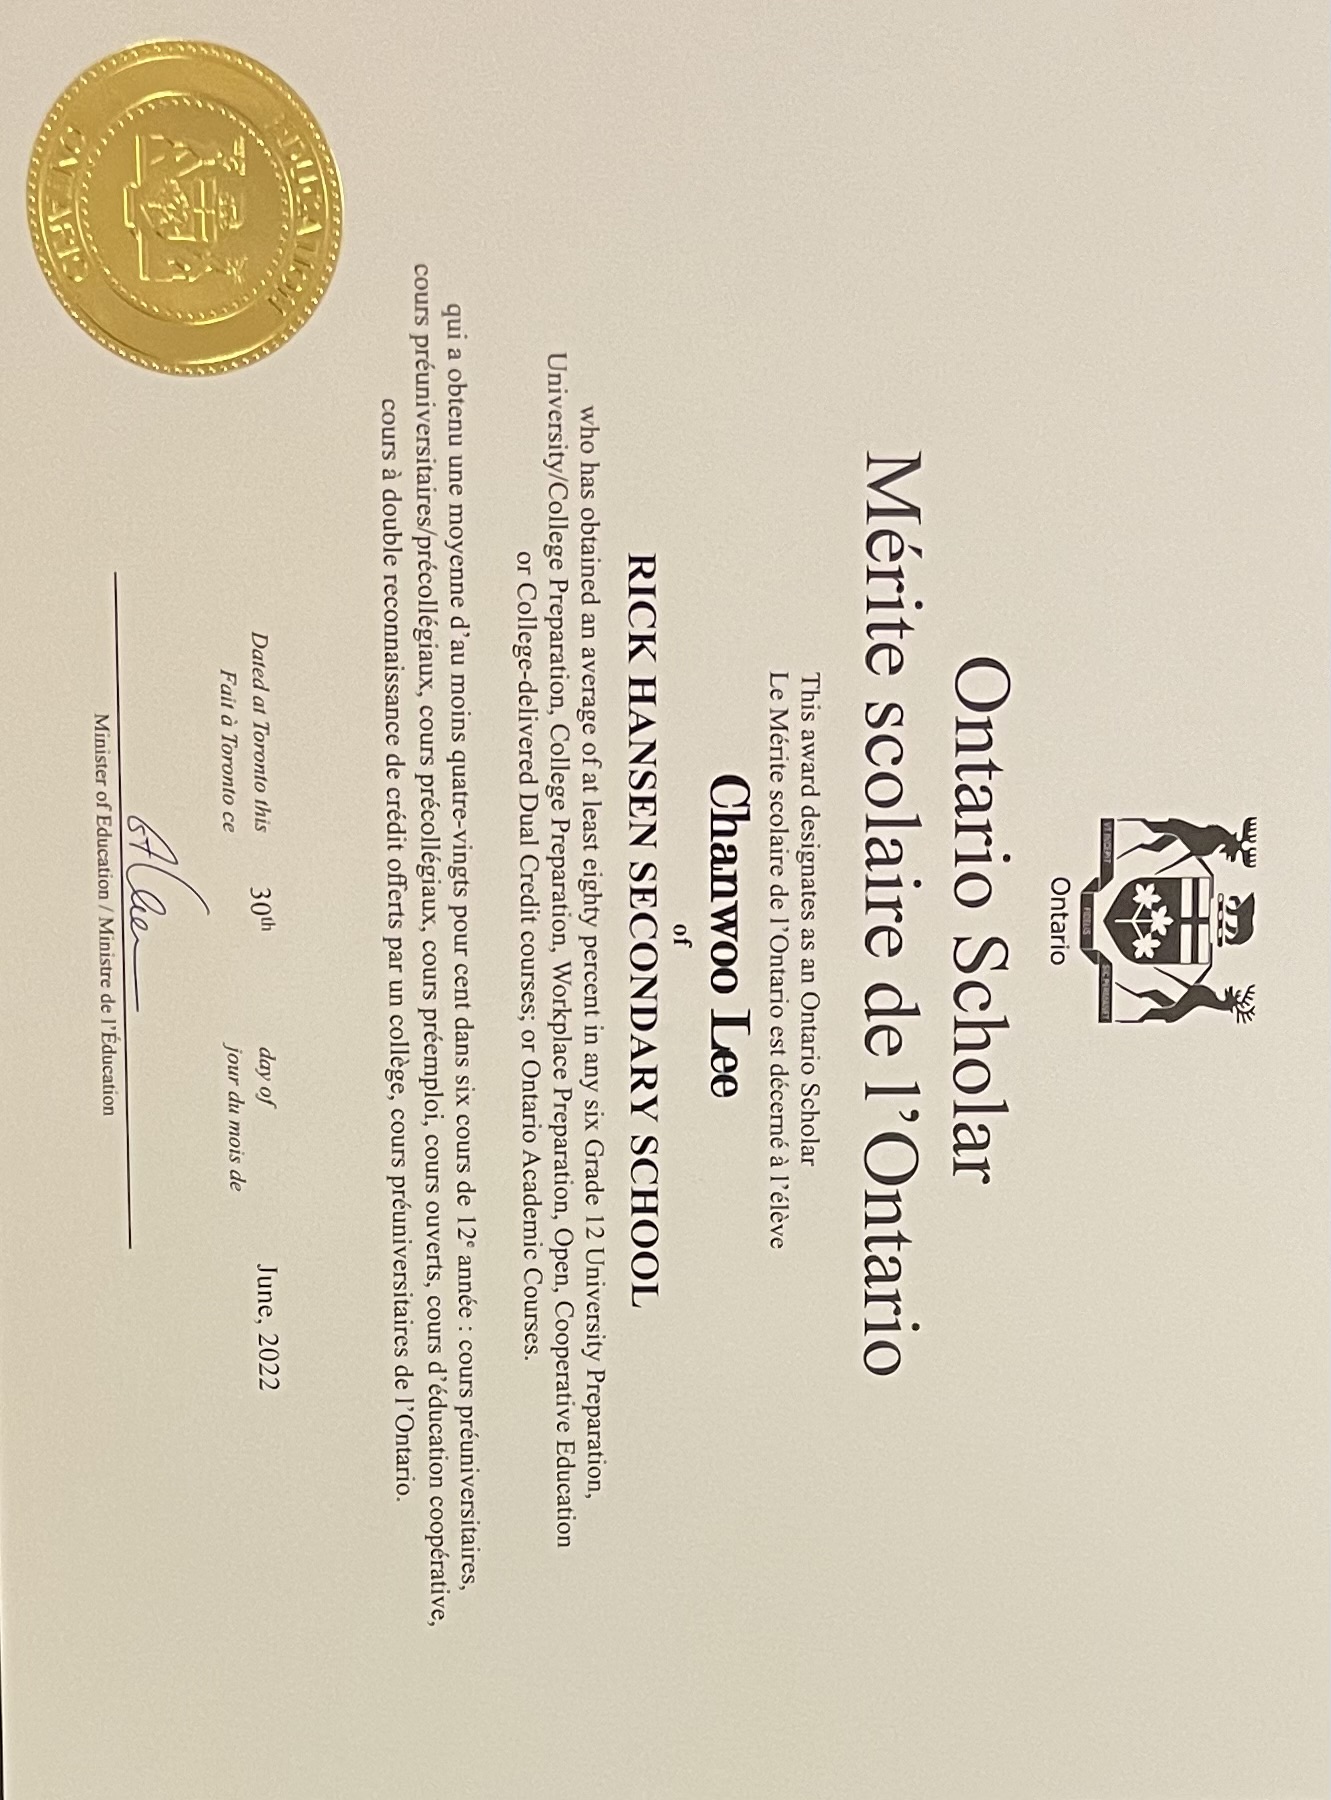 VT INCEPIT
SIC PERMANET
FIDELIS
Ontario
Ontario Scholar
Mérite scolaire de l’Ontario
This award designates as an Ontario Scholar
Le Mérite scolaire de l’Ontario est décerné à l’élève
Chanwoo Lee
of
RICK HANSEN SECONDARY SCHOOL
who has obtained an average of at least eighty percent in any six Grade 12 University Preparation,
University/College Preparation, College Preparation, Workplace Preparation, Open, Cooperative Education
or College-delivered Dual Credit courses; or Ontario Academic Courses.
qui a obtenu une moyenne d’au moins quatre-vingts pour cent dans six cours de 12e année : cours préuniversitaires,
cours préuniversitaires/précollégiaux, cours précollégiaux, cours préemploi, cours ouverts, cours d’éducation coopérative,
cours à double reconnaissance de crédit offerts par un collège, cours préuniversitaires de l’Ontario.
EDUCATION
ONTARIO
Dated at Toronto this 30th day of June, 2022
Fait à Toronto ce jour du mois de
Minister of Education / Ministre de l’Éducation